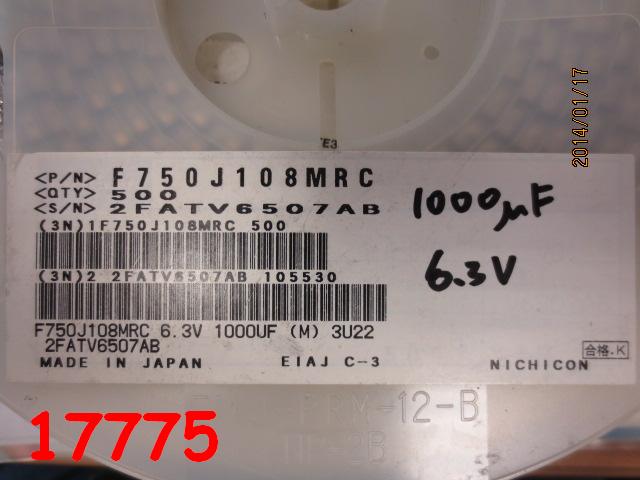 2014/01/17
TE3
<P/N> F750J108MRC
<QTY> 500
<S/N> 2FATV6507AB
(3N)1F750J108MRC 500
(3N)2 2FATV6507AB 105530
F750J108MRC 6.3V 1000UF (M) 3U22
2FATV6507AB
MADE IN JAPAN EIAJ C-3 NICHICON
合格.K
1000μF
6.3V
17775